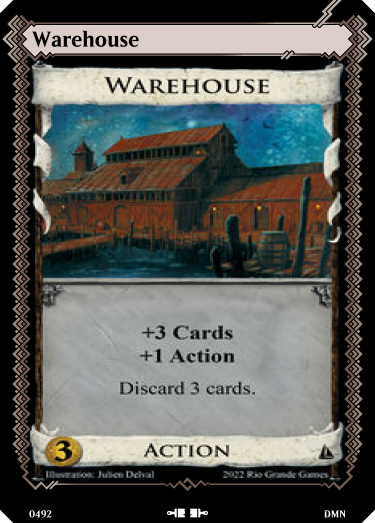 Warehouse
WAREHOUSE
+3 Cards
+1 Action
Discard 3 cards.
3
ACTION
Illustration: Julien Delval 2022 Rio Grande Games
0492 DMN